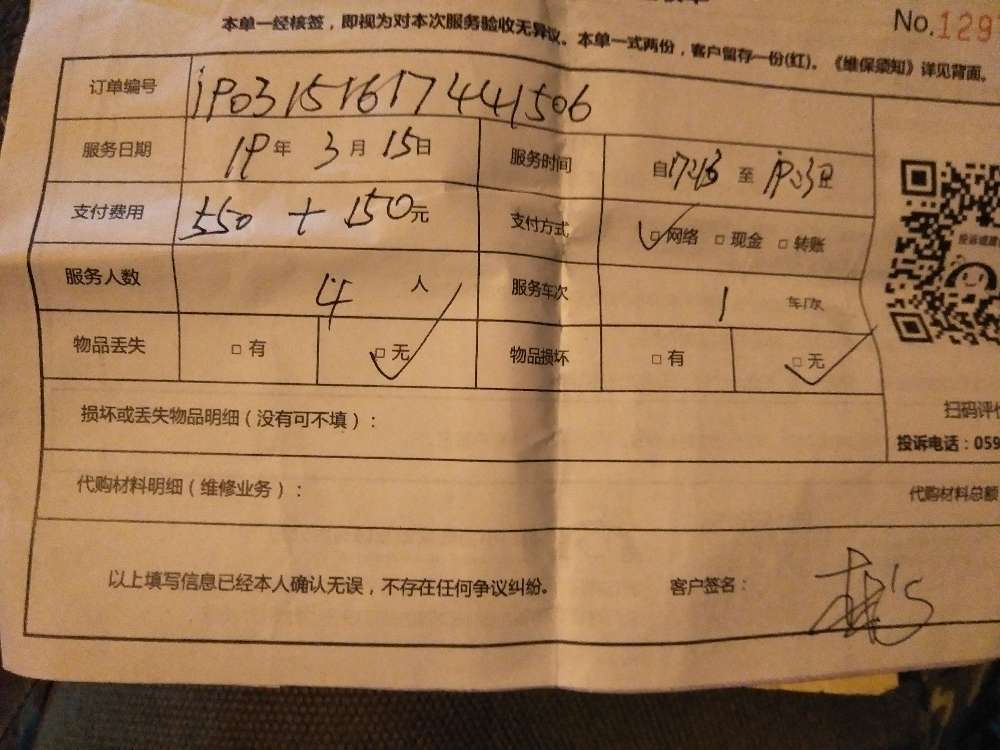 本单一经核签，即视为对本次服务验收无异议。本单一式两份，客户留存一份(红)。《维保须知》详见背面。
No.129
订单编号
服务日期 19年 3月 15日 服务时间 自17:43 至
支付费用 550 + 150元 支付方式 □网络 □现金 □转账
服务人数 4 人 服务车次 1 车/次
物品丢失 □有 □无 物品损坏 □有 □无
损坏或丢失物品明细（没有可不填）：
扫码评
投诉电话：059
代购材料明细（维修业务）：
代购材料总额
以上填写信息已经本人确认无误，不存在任何争议纠纷。 客户签名：